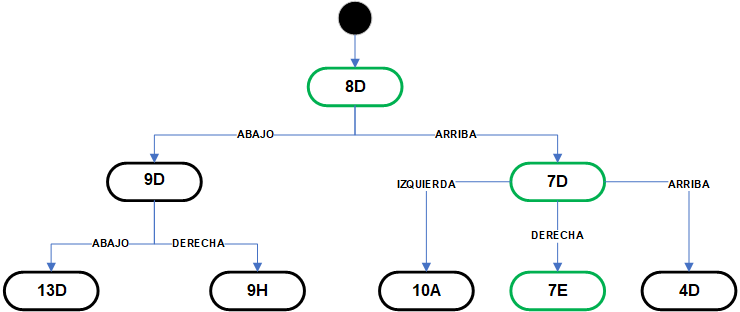 8D
ABAJO
ARRIBA
9D
IZQUIERDA
7D
ARRIBA
ABAJO
DERECHA
DERECHA
13D
9H
10A
7E
4D